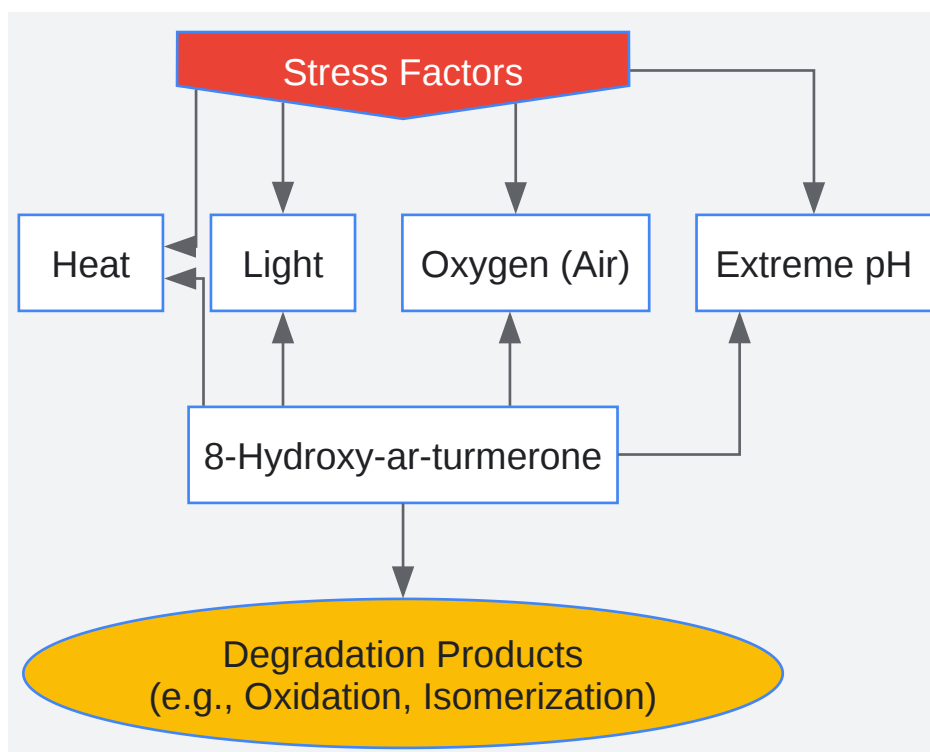 Stress Factors
Heat
Light
Oxygen (Air)
Extreme pH
8-Hydroxy-ar-turmerone
Degradation Products
(e.g., Oxidation, Isomerization)